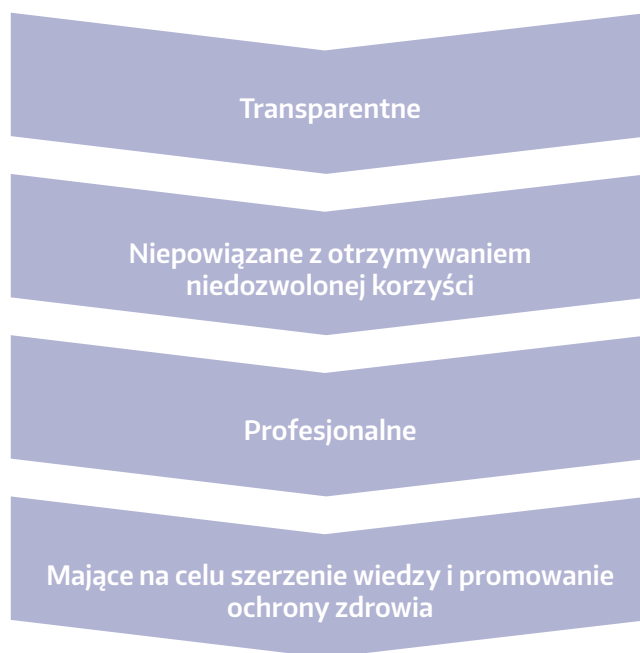 Transparentne
Niepowiązane z otrzymywaniem
niedozwolonej korzyści
Profesjonalne
Mające na celu szerzenie wiedzy i promowanie
ochrony zdrowia